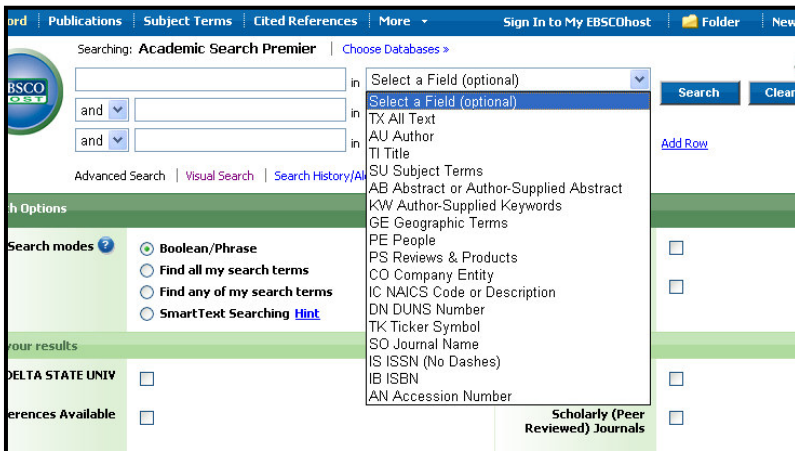 ord Publications Subject Terms Cited References More Sign In to My EBSCOhost Folder New
Searching: Academic Search Premier Choose Databases »
BSCO
HOST
in Select a Field (optional)
Search Clear
and in
and in
Add Row
Select a Field (optional)
TX All Text
AU Author
TI Title
SU Subject Terms
AB Abstract or Author-Supplied Abstract
KW Author-Supplied Keywords
GE Geographic Terms
PE People
PS Reviews & Products
CO Company Entity
IC NAICS Code or Description
DN DUNS Number
TK Ticker Symbol
SO Journal Name
IS ISSN (No Dashes)
IB ISBN
AN Accession Number
Advanced Search Visual Search Search History/Al
h Options
Search modes ? Boolean/Phrase
Find all my search terms
Find any of my search terms
SmartText Searching Hint
your results
DELTA STATE UNIV
erences Available
Scholarly (Peer
Reviewed) Journals